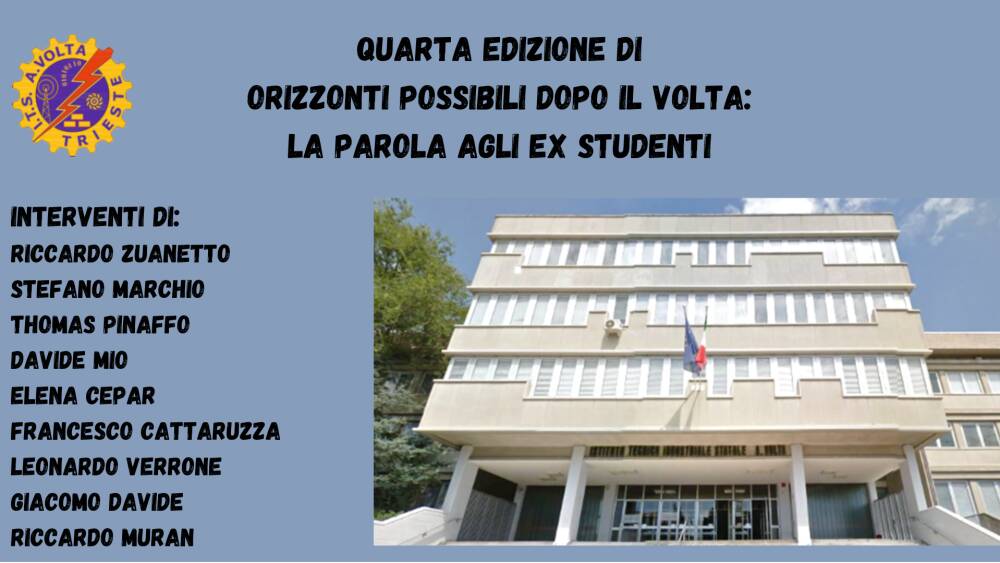 QUARTA EDIZIONE DI
ORIZZONTI POSSIBILI DOPO IL VOLTA:
LA PAROLA AGLI EX STUDENTI
I.T.S. A.VOLTA
TRIESTE
INTERVENTI DI:
RICCARDO ZUANETTO
STEFANO MARCHIO
THOMAS PINAFFO
DAVIDE MIO
ELENA CEPAR
FRANCESCO CATTARUZZA
LEONARDO VERRONE
GIACOMO DAVIDE
RICCARDO MURAN
ISTITUTO TECNICO INDUSTRIALE STATALE A.VOLTA